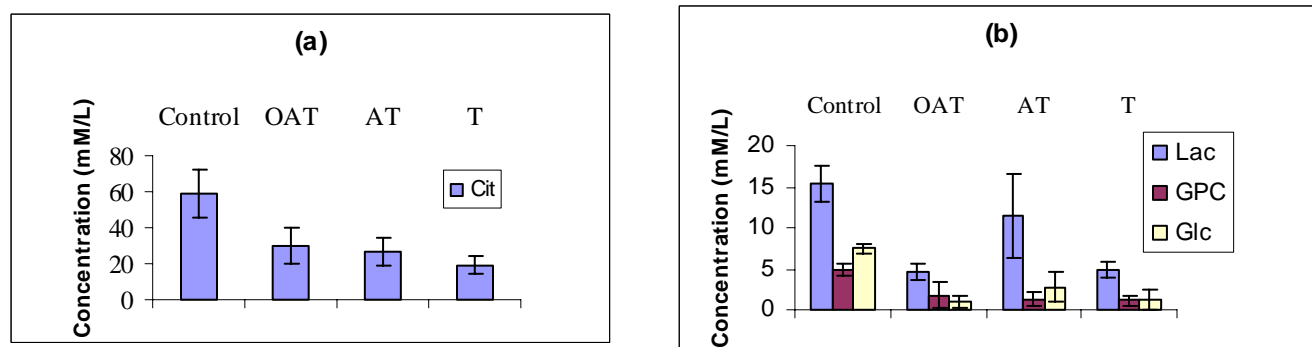 (a)
Control OAT AT T
Concentration (mM/L)
80
60
40
20
0
Cit
(b)
Control OAT AT T
Concentration (mM/L)
20
15
10
5
0
Lac
GPC
Glc